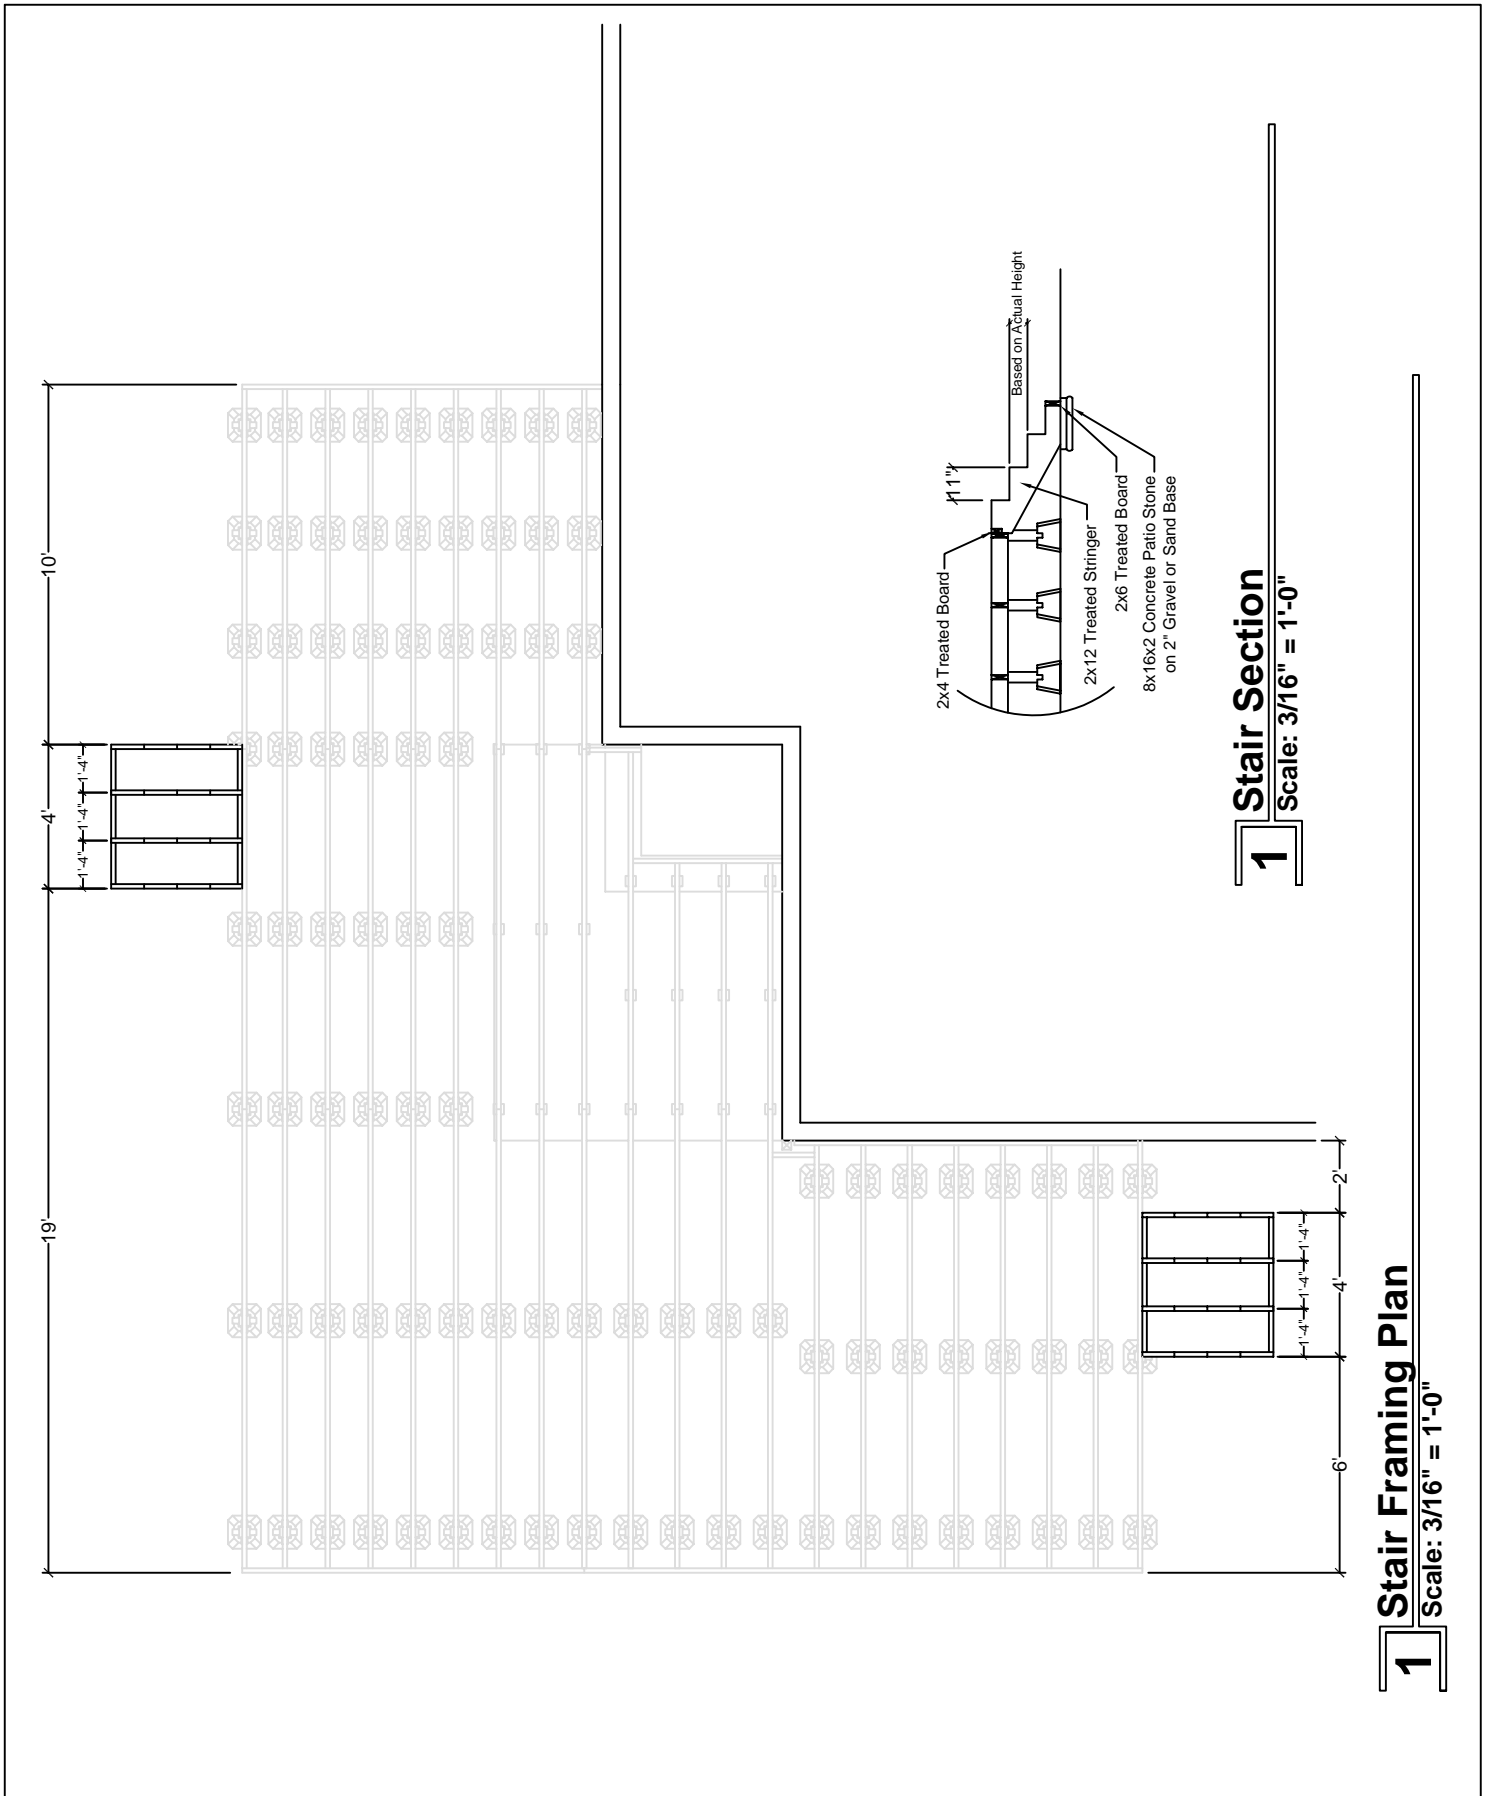 19'
4'
10'
1'-4"
1'-4"
1'-4"
6'
4'
2'
1'-4"
1'-4"
1'-4"
2x4 Treated Board
11"
Based on Actual Height
2x12 Treated Stringer
2x6 Treated Board
8x16x2 Concrete Patio Stone
on 2" Gravel or Sand Base
1
Stair Section
Scale: 3/16" = 1'-0"
1
Stair Framing Plan
Scale: 3/16" = 1'-0"